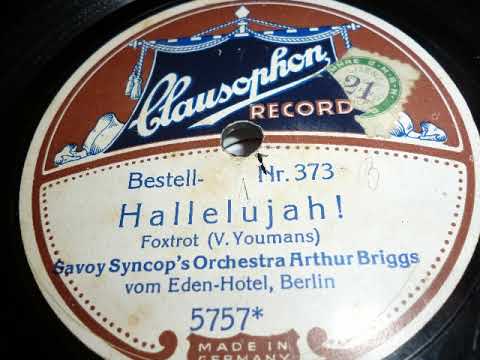 Clausophon
RECORD
21
Bestell- Nr. 373
Hallelujah!
Foxtrot (V. Youmans)
Savoy Syncop's Orchestra Arthur Briggs
vom Eden-Hotel, Berlin
5757*
MADE IN
GERMANY